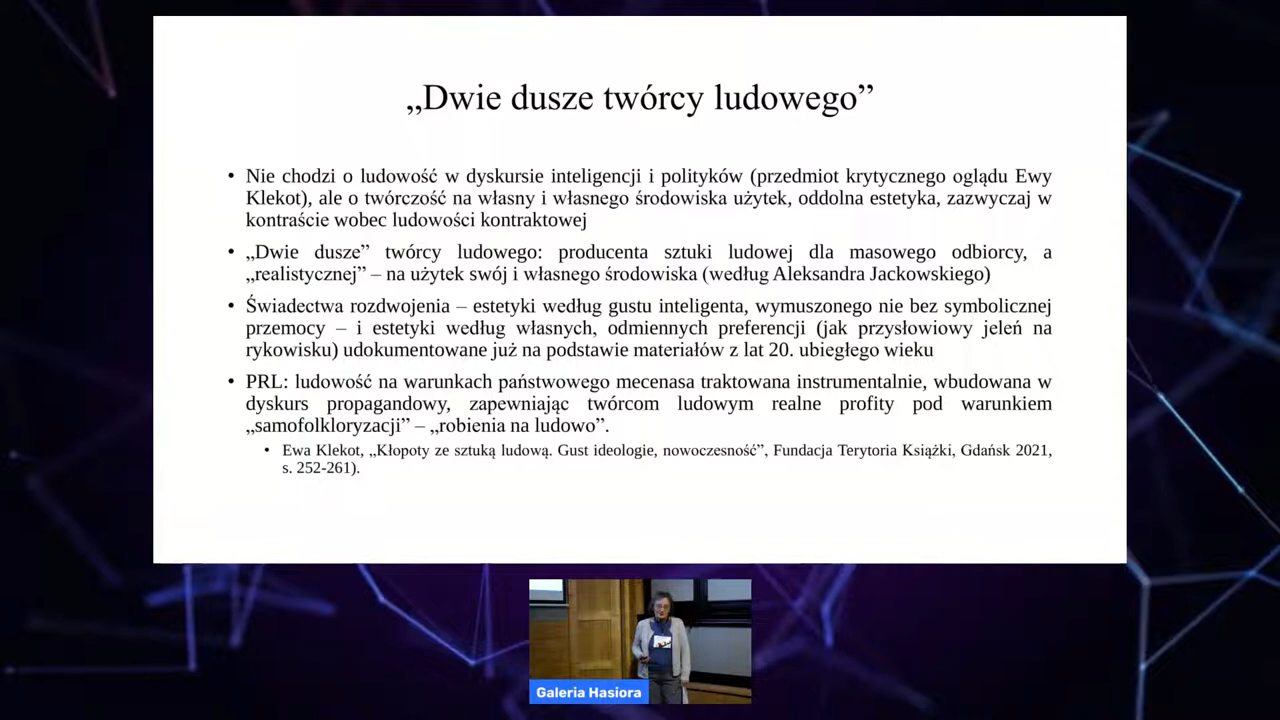 „Dwie dusze twórcy ludowego”
• Nie chodzi o ludowość w dyskursie inteligencji i polityków (przedmiot krytycznego oglądu Ewy
Klekot), ale o twórczość na własny i własnego środowiska użytek, oddolna estetyka, zazwyczaj w
kontraście wobec ludowości kontraktowej
• „Dwie dusze” twórcy ludowego: producenta sztuki ludowej dla masowego odbiorcy, a
„realistycznej” – na użytek swój i własnego środowiska (według Aleksandra Jackowskiego)
• Świadectwa rozdwojenia – estetyki według gustu inteligenta, wymuszonego nie bez symbolicznej
przemocy – i estetyki według własnych, odmiennych preferencji (jak przysłowiowy jeleń na
rykowisku) udokumentowane już na podstawie materiałów z lat 20. ubiegłego wieku
• PRL: ludowość na warunkach państwowego mecenasa traktowana instrumentalnie, wbudowana w
dyskurs propagandowy, zapewniając twórcom ludowym realne profity pod warunkiem
„samofolkloryzacji” – „robienia na ludowo”.
• Ewa Klekot, „Kłopoty ze sztuką ludową. Gust ideologie, nowoczesność”, Fundacja Terytoria Książki, Gdańsk 2021,
s. 252-261).
Galeria Hasiora